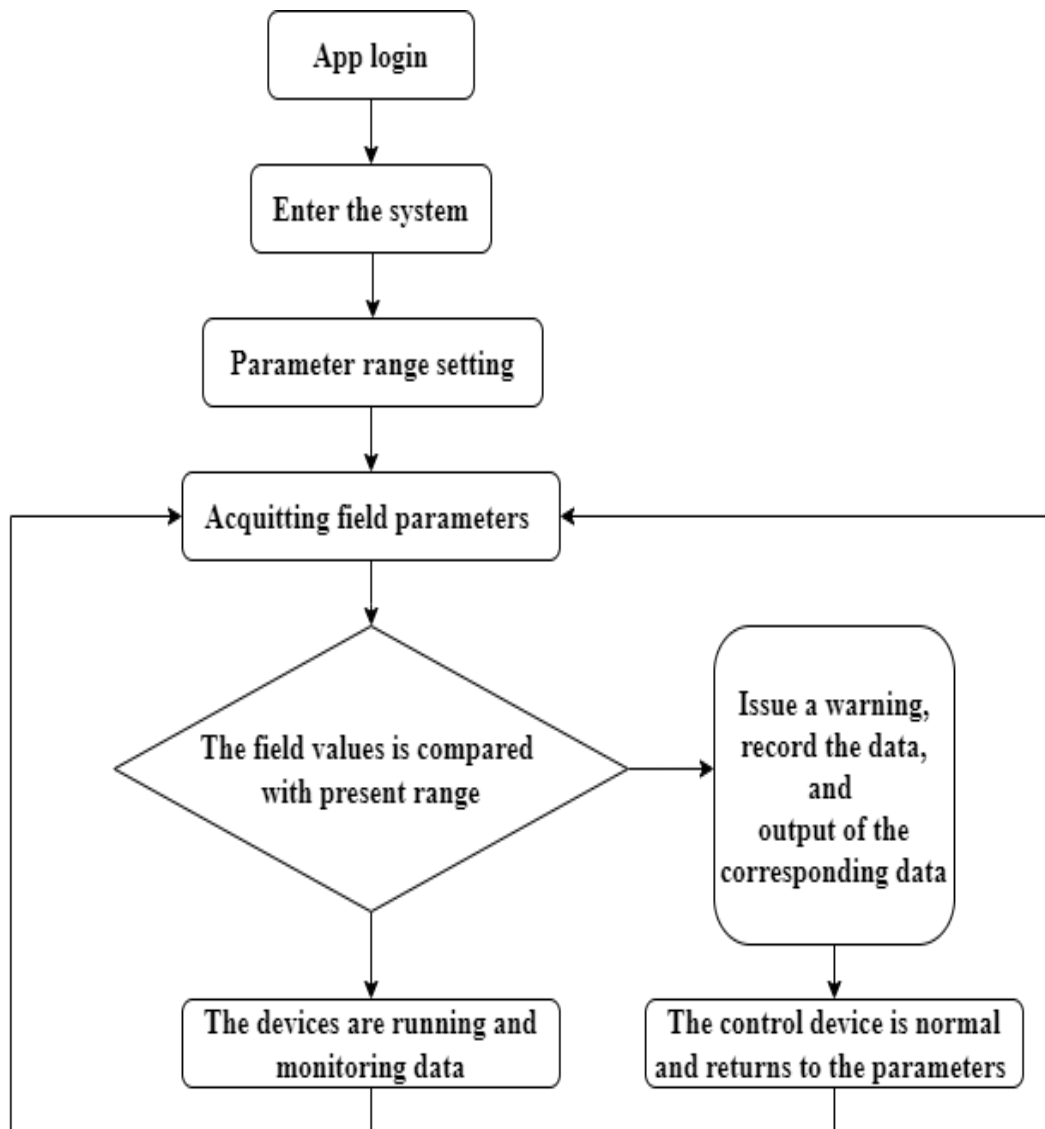 App login
Enter the system
Parameter range setting
Acquitting field parameters
The field values is compared
with present range
Issue a warning,
record the data,
and
output of the
corresponding data
The devices are running and
monitoring data
The control device is normal
and returns to the parameters